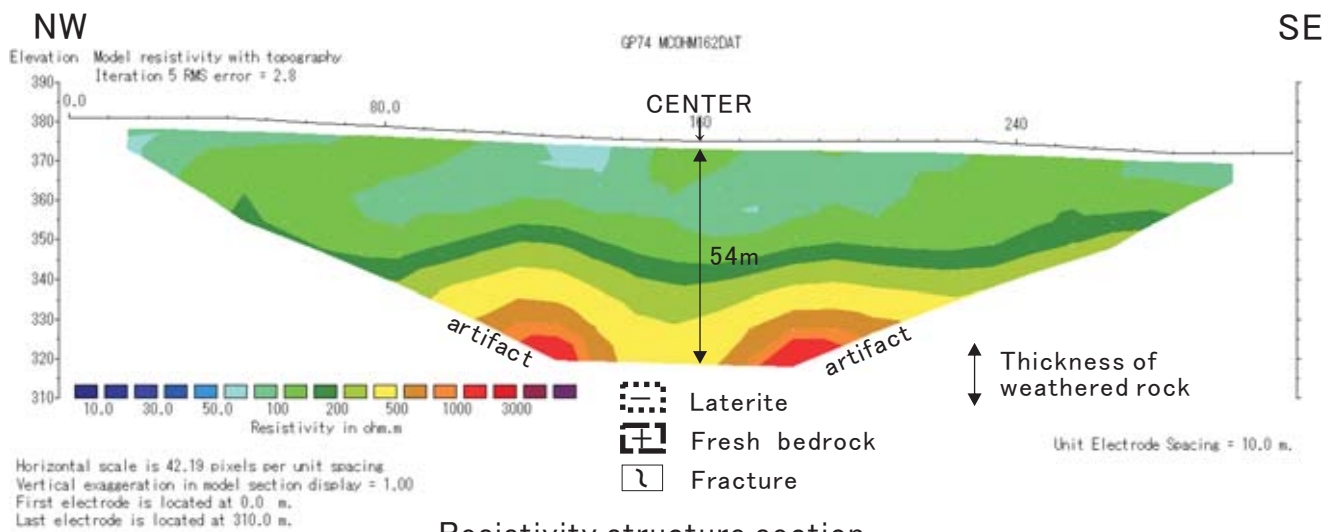 NW
SE
GP74 MCOHM162DAT
Elevation Model resistivity with topography
Iteration 5 RMS error = 2.8
390
380
370
360
350
340
330
320
310
0.0
80.0
CENTER
160
240
54m
artifact
artifact
Thickness of
weathered rock
10.0 30.0 50.0 100 200 500 1000 3000
Resistivity in ohm.m
Laterite
Fresh bedrock
Fracture
Unit Electrode Spacing = 10.0 m.
Horizontal scale is 42.19 pixels per unit spacing
Vertical exaggeration in model section display = 1.00
First electrode is located at 0.0 m.
Last electrode is located at 310.0 m.
Resistivity structure section